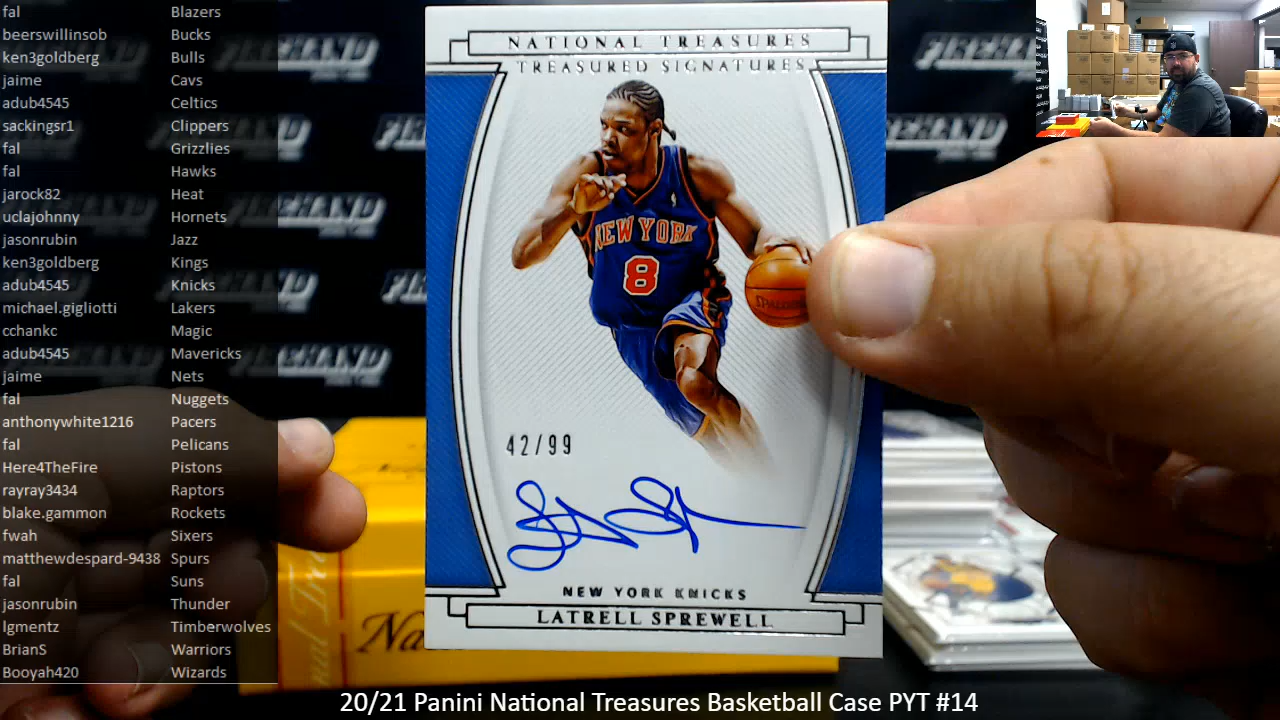 fal Blazers
beerswillinsob Bucks
ken3goldberg Bulls
jaime Cavs
adub4545 Celtics
sackingsr1 Clippers
fal Grizzlies
fal Hawks
jarock82 Heat
uclajohnny Hornets
jasonrubin Jazz
ken3goldberg Kings
adub4545 Knicks
michael.gigliotti Lakers
cchankc Magic
adub4545 Mavericks
jaime Nets
fal Nuggets
anthonywhite1216 Pacers
fal Pelicans
Here4TheFire Pistons
rayray3434 Raptors
blake.gammon Rockets
fwah Sixers
matthewdespard-9438 Spurs
fal Suns
jasonrubin Thunder
lgmentz Timberwolves
BrianS Warriors
Booyah420 Wizards
NATIONAL TREASURES
TREASURED SIGNATURES
NEW YORK
8
SPALDING
42/99
NEW YORK KNICKS
LATRELL SPREWELL
FIREHAND
Na
20/21 Panini National Treasures Basketball Case PYT #14